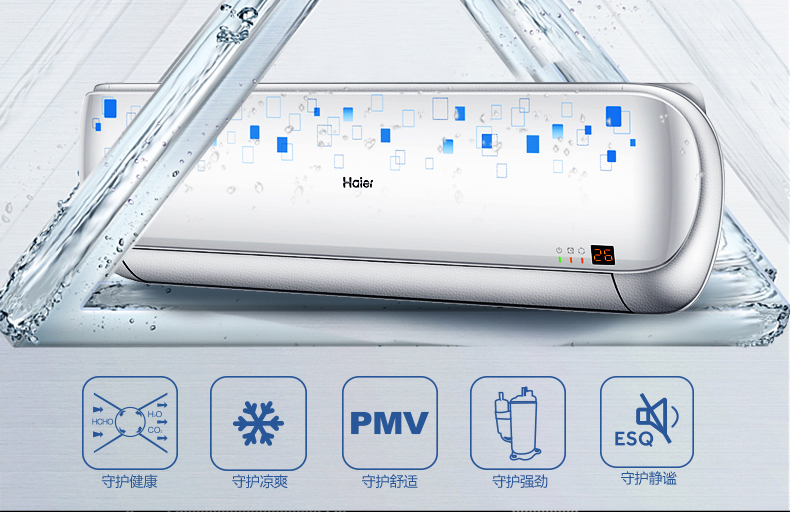 Haier
26
HCHO
H₂O
CO₂
PMV
ESQ
守护健康
守护凉爽
守护舒适
守护强劲
守护静谧